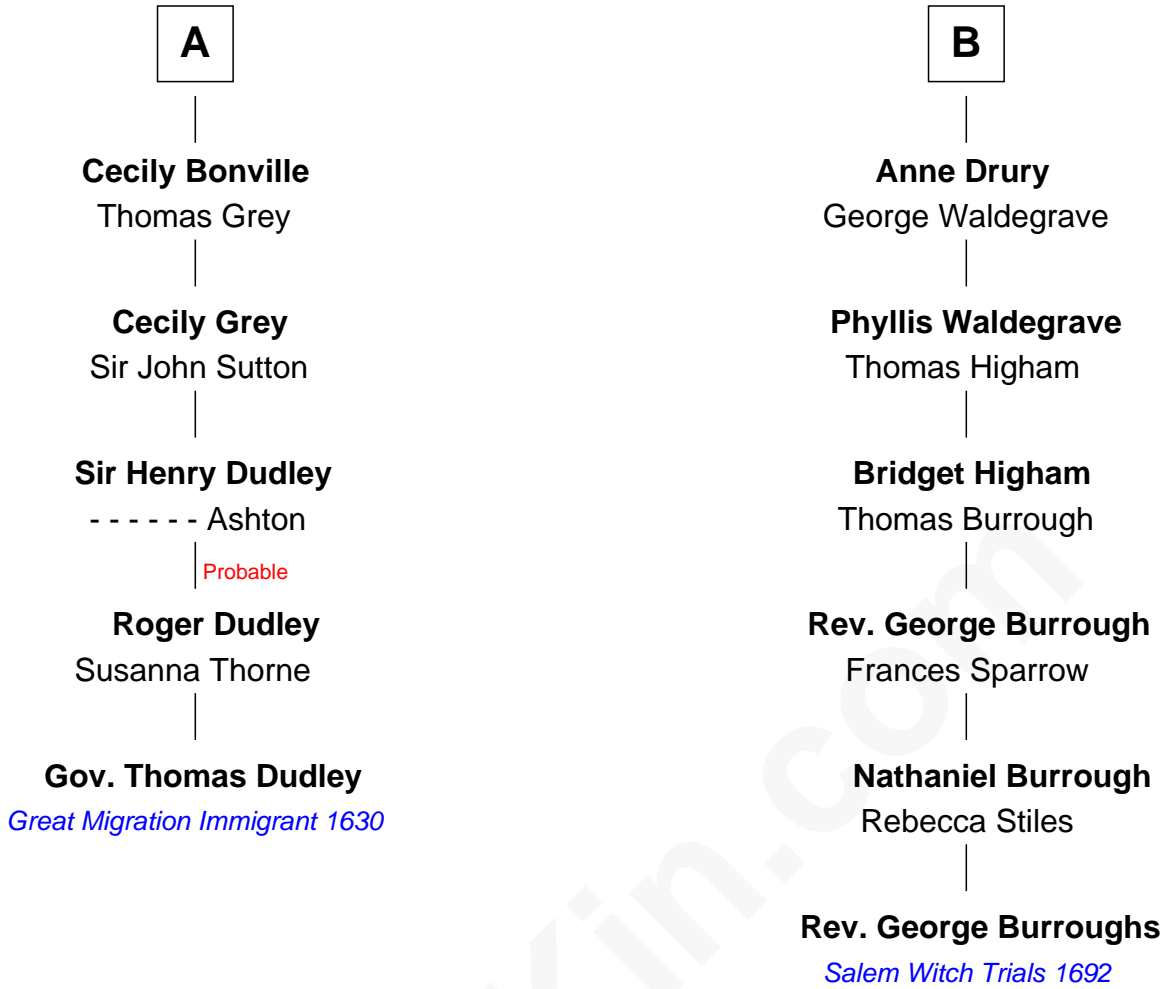 A
Cecily Bonville
Thomas Grey
Cecily Grey
Sir John Sutton
Sir Henry Dudley
- - - - - - Ashton
Probable
Roger Dudley
Susanna Thorne
Gov. Thomas Dudley
Great Migration Immigrant 1630
B
Anne Drury
George Waldegrave
Phyllis Waldegrave
Thomas Higham
Bridget Higham
Thomas Burrough
Rev. George Burrough
Frances Sparrow
Nathaniel Burrough
Rebecca Stiles
Rev. George Burroughs
Salem Witch Trials 1692
Kin.com